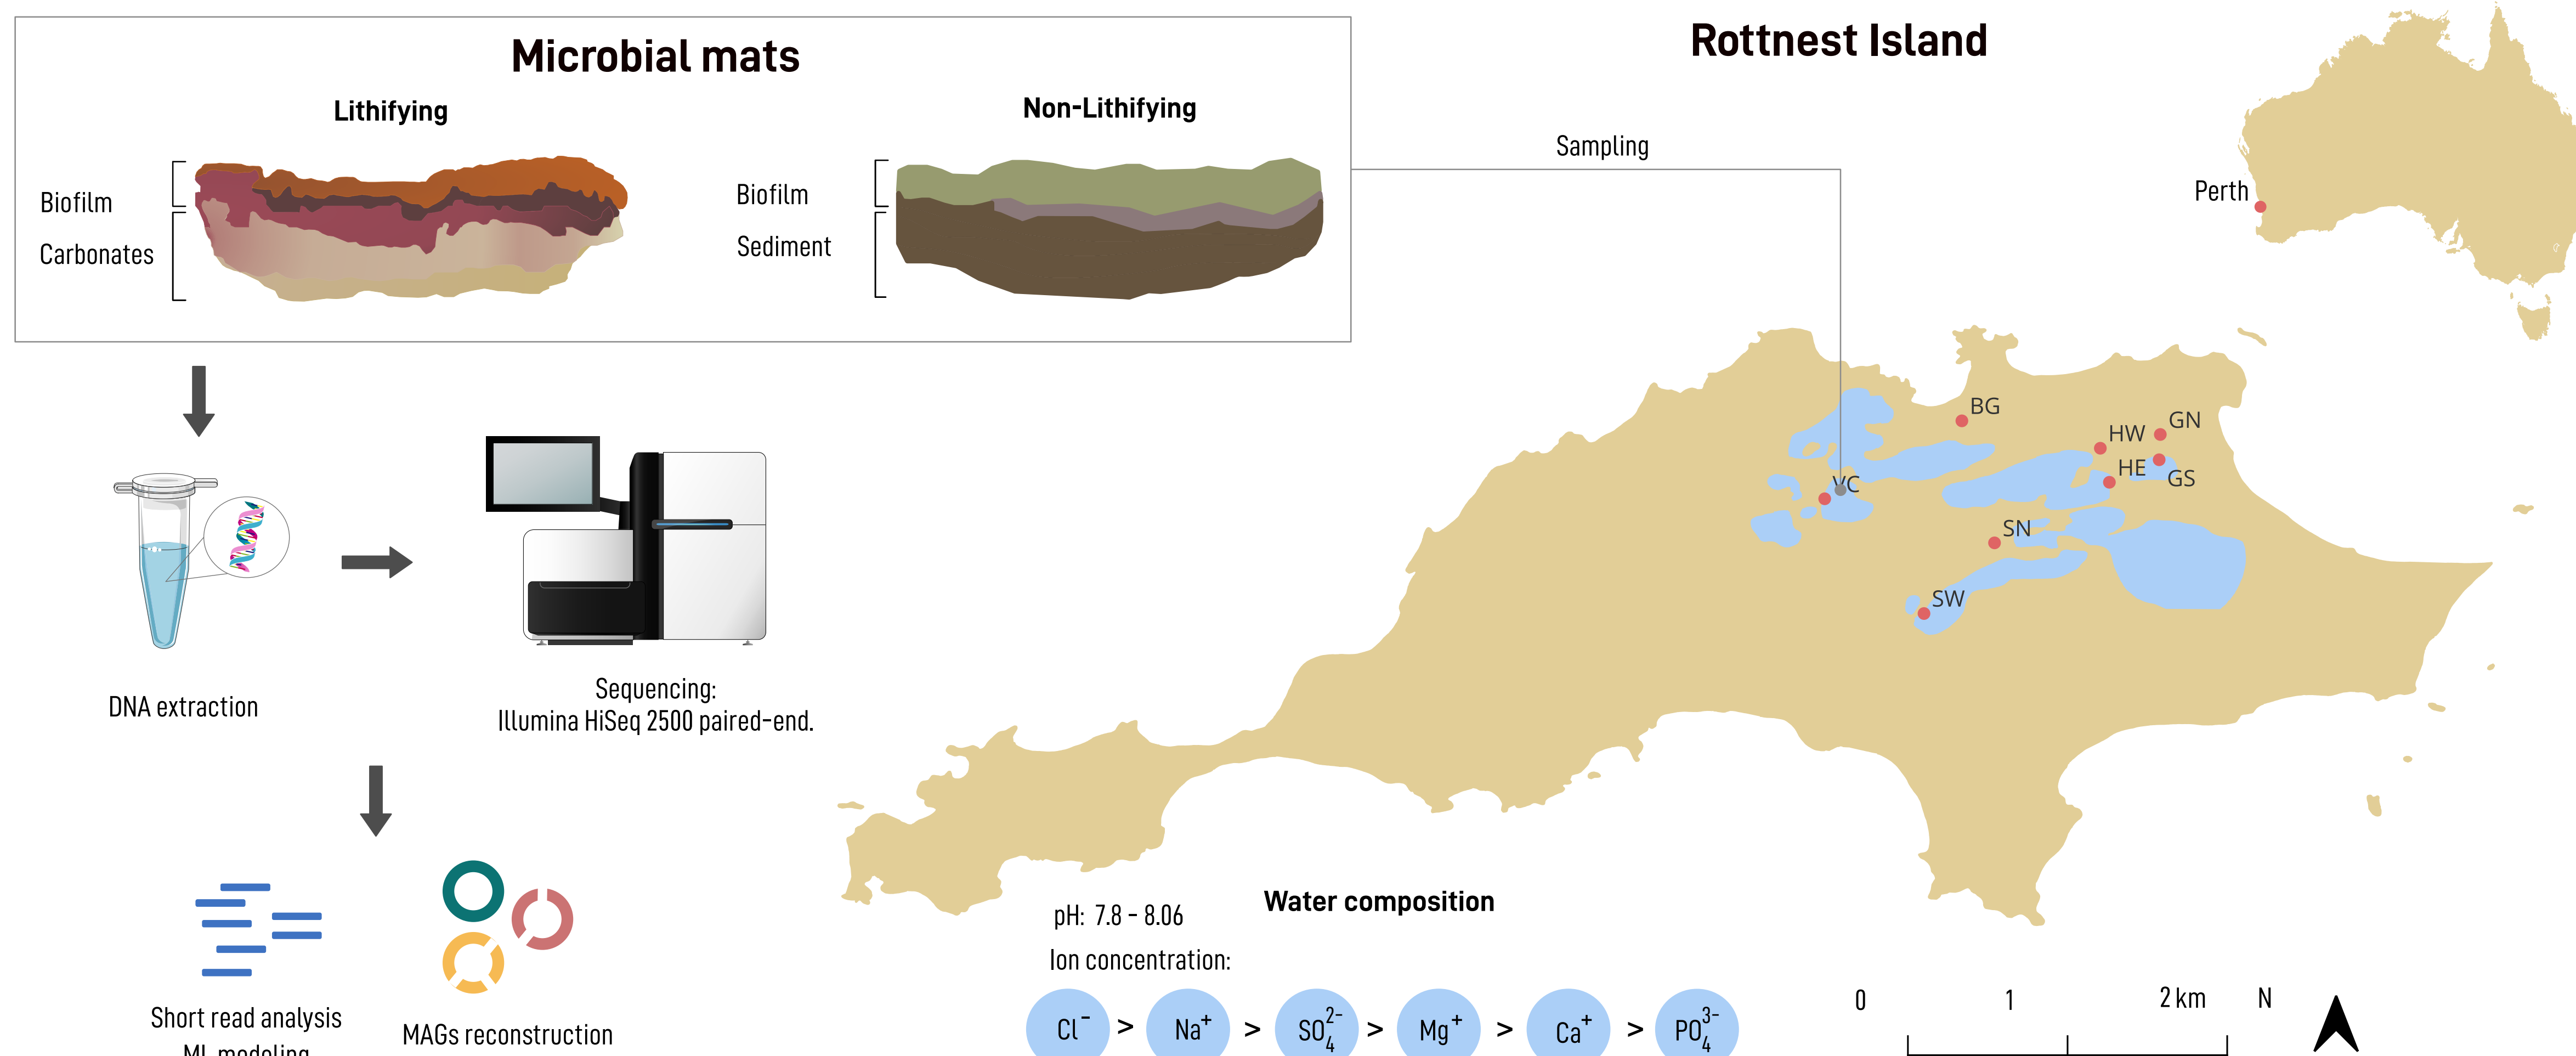 Microbial mats
Lithifying
Non-Lithifying
Biofilm
Carbonates
Biofilm
Sediment
Rottnest Island
Sampling
Perth
BG
GN
HW
HE
GS
VC
SN
SW
DNA extraction
Sequencing:
Illumina HiSeq 2500 paired-end.
Short read analysis
ML modeling
MAGs reconstruction
Water composition
pH: 7.8 - 8.06
Ion concentration:
Cl⁻ > Na⁺ > SO₄²⁻ > Mg⁺ > Ca⁺ > PO₄³⁻
0 1 2 km N